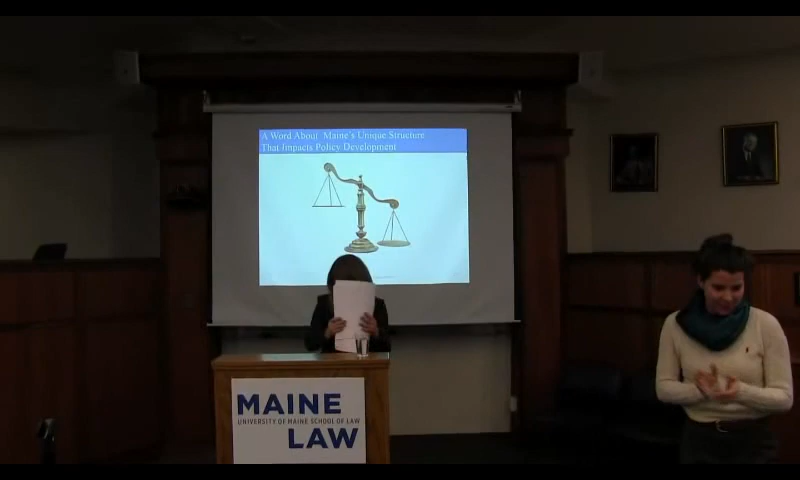 A Word About Maine's Unique Structure
That Impacts Policy Development
MAINE
UNIVERSITY OF MAINE SCHOOL OF LAW
LAW